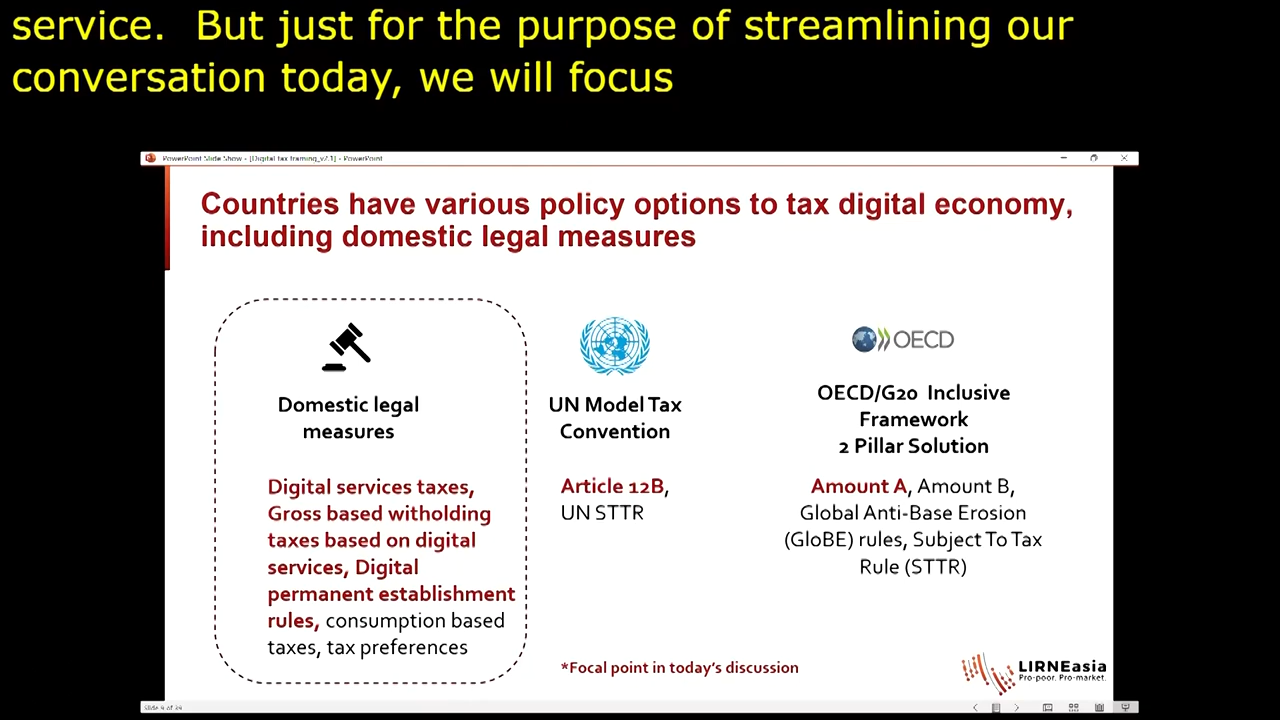 service.  But just for the purpose of streamlining our
conversation today, we will focus
PowerPoint Slide Show - [Digital tax framing_v2.1] - PowerPoint
Countries have various policy options to tax digital economy,
including domestic legal measures
Domestic legal
measures
Digital services taxes,
Gross based witholding
taxes based on digital
services, Digital
permanent establishment
rules, consumption based
taxes, tax preferences
UN Model Tax
Convention
Article 12B,
UN STTR
OECD
OECD/G20 Inclusive
Framework
2 Pillar Solution
Amount A, Amount B,
Global Anti-Base Erosion
(GloBE) rules, Subject To Tax
Rule (STTR)
*Focal point in today's discussion
LIRNEasia
Pro-poor. Pro-market.